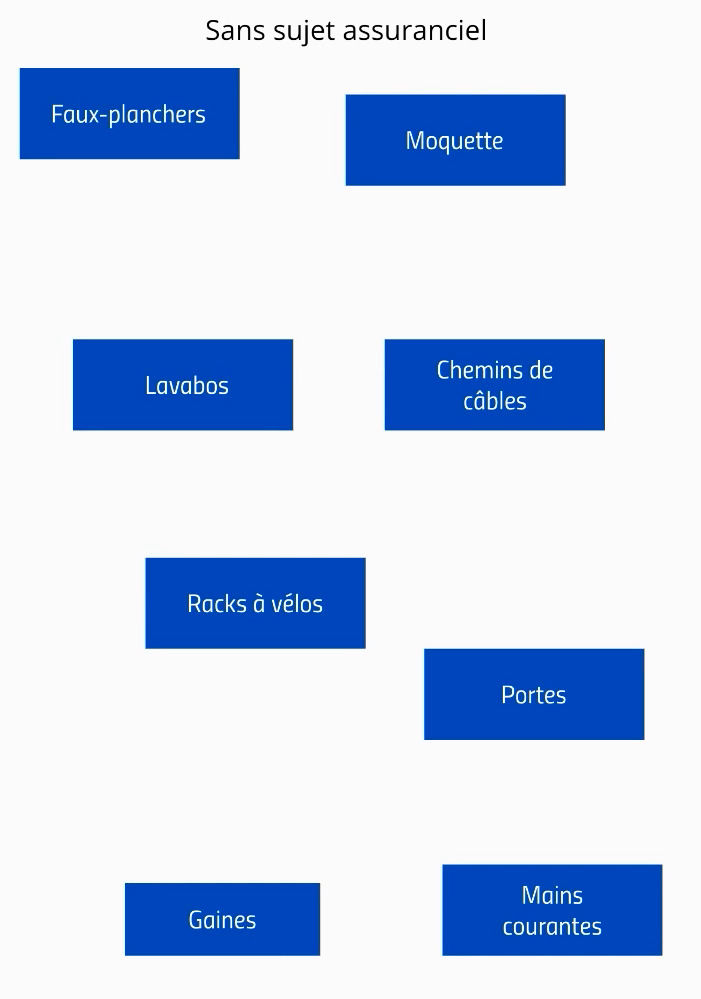 Sans sujet assuranciel
Faux-planchers
Moquette
Lavabos
Chemins de
câbles
Racks à vélos
Portes
Gaines
Mains
courantes